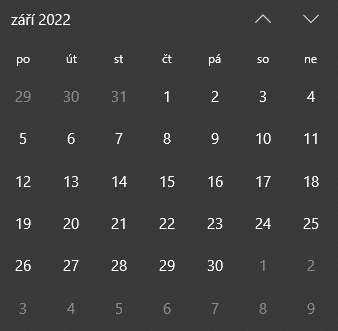 září 2022
po út st čt pá so ne
29 30 31 1 2 3 4
5 6 7 8 9 10 11
12 13 14 15 16 17 18
19 20 21 22 23 24 25
26 27 28 29 30 1 2
3 4 5 6 7 8 9